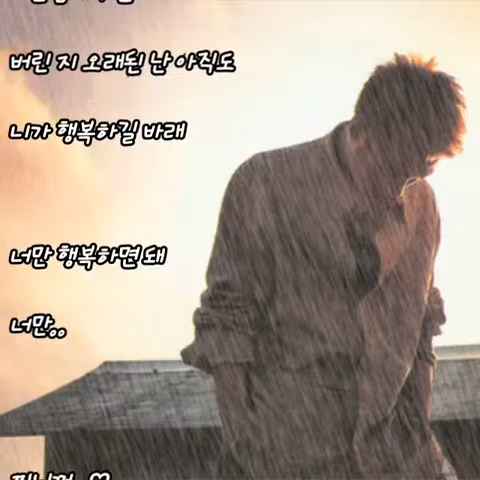 버린 지 오래된 난 아직도
니가 행복하길 바래
너만 행복하면 돼
너만..